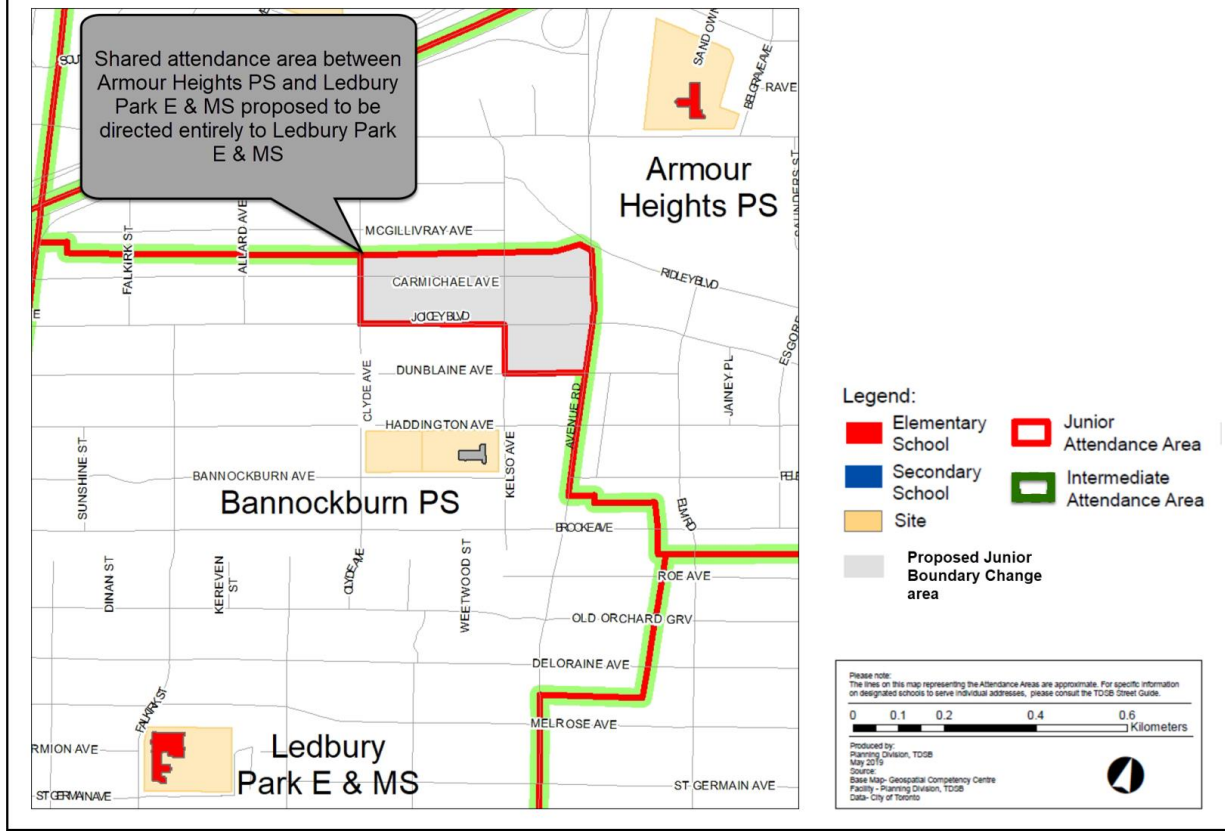 SOUT
Shared attendance area between
Armour Heights PS and Ledbury
Park E & MS proposed to be
directed entirely to Ledbury Park
E & MS
SANDOWN
BELGRAVE AVE
RAVE
Armour
Heights PS
SAUNDERS ST
FALKIRK ST
ALLARD AVE
MCGILLIVRAY AVE
RIDLEY BLVD
CARMICHAEL AVE
E
JOICEY BLVD
ESGORE
DUNBLAINE AVE
CLYDE AVE
JAINEY PL
AVENUE RD
HADDINGTON AVE
SUNSHINE ST
BANNOCKBURN AVE
KELSO AVE
Bannockburn PS
ELM RD
BROOKE AVE
DINAN ST
KEREVEN
ST
CLYDE AVE
WEETWOOD ST
ROE AVE
OLD ORCHARD GRV
DELORAINE AVE
FALKIRK ST
MELROSE AVE
RMION AVE
Ledbury
Park E & MS
ST GERMAIN AVE
ST GERMAIN AVE
Legend:
Elementary
School
Junior
Attendance Area
Secondary
School
Intermediate
Attendance Area
Site
Proposed Junior
Boundary Change
area
Please note:
The lines on this map representing the Attendance Areas are approximate. For specific information
on designated schools to serve individual addresses, please consult the TDSB Street Guide.
0 0.1 0.2 0.4 0.6
Kilometers
Produced by:
Planning Division, TDSB
May 2019
Source:
Base Map- Geospatial Competency Centre
Facility - Planning Division, TDSB
Data- City of Toronto